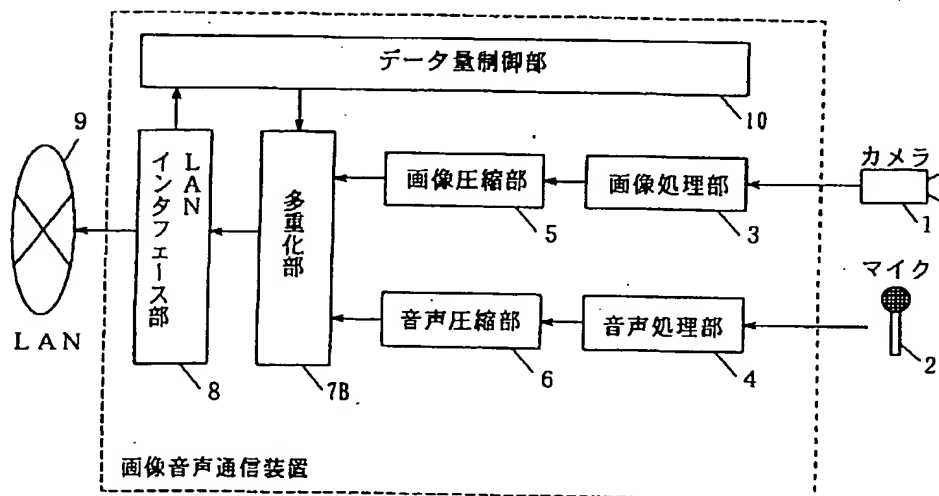 データ量制御部
10
9
LAN
インタフェース部
8
多重化部
7B
画像圧縮部
5
画像処理部
3
カメラ
1
音声圧縮部
6
音声処理部
4
マイク
2
LAN
画像音声通信装置